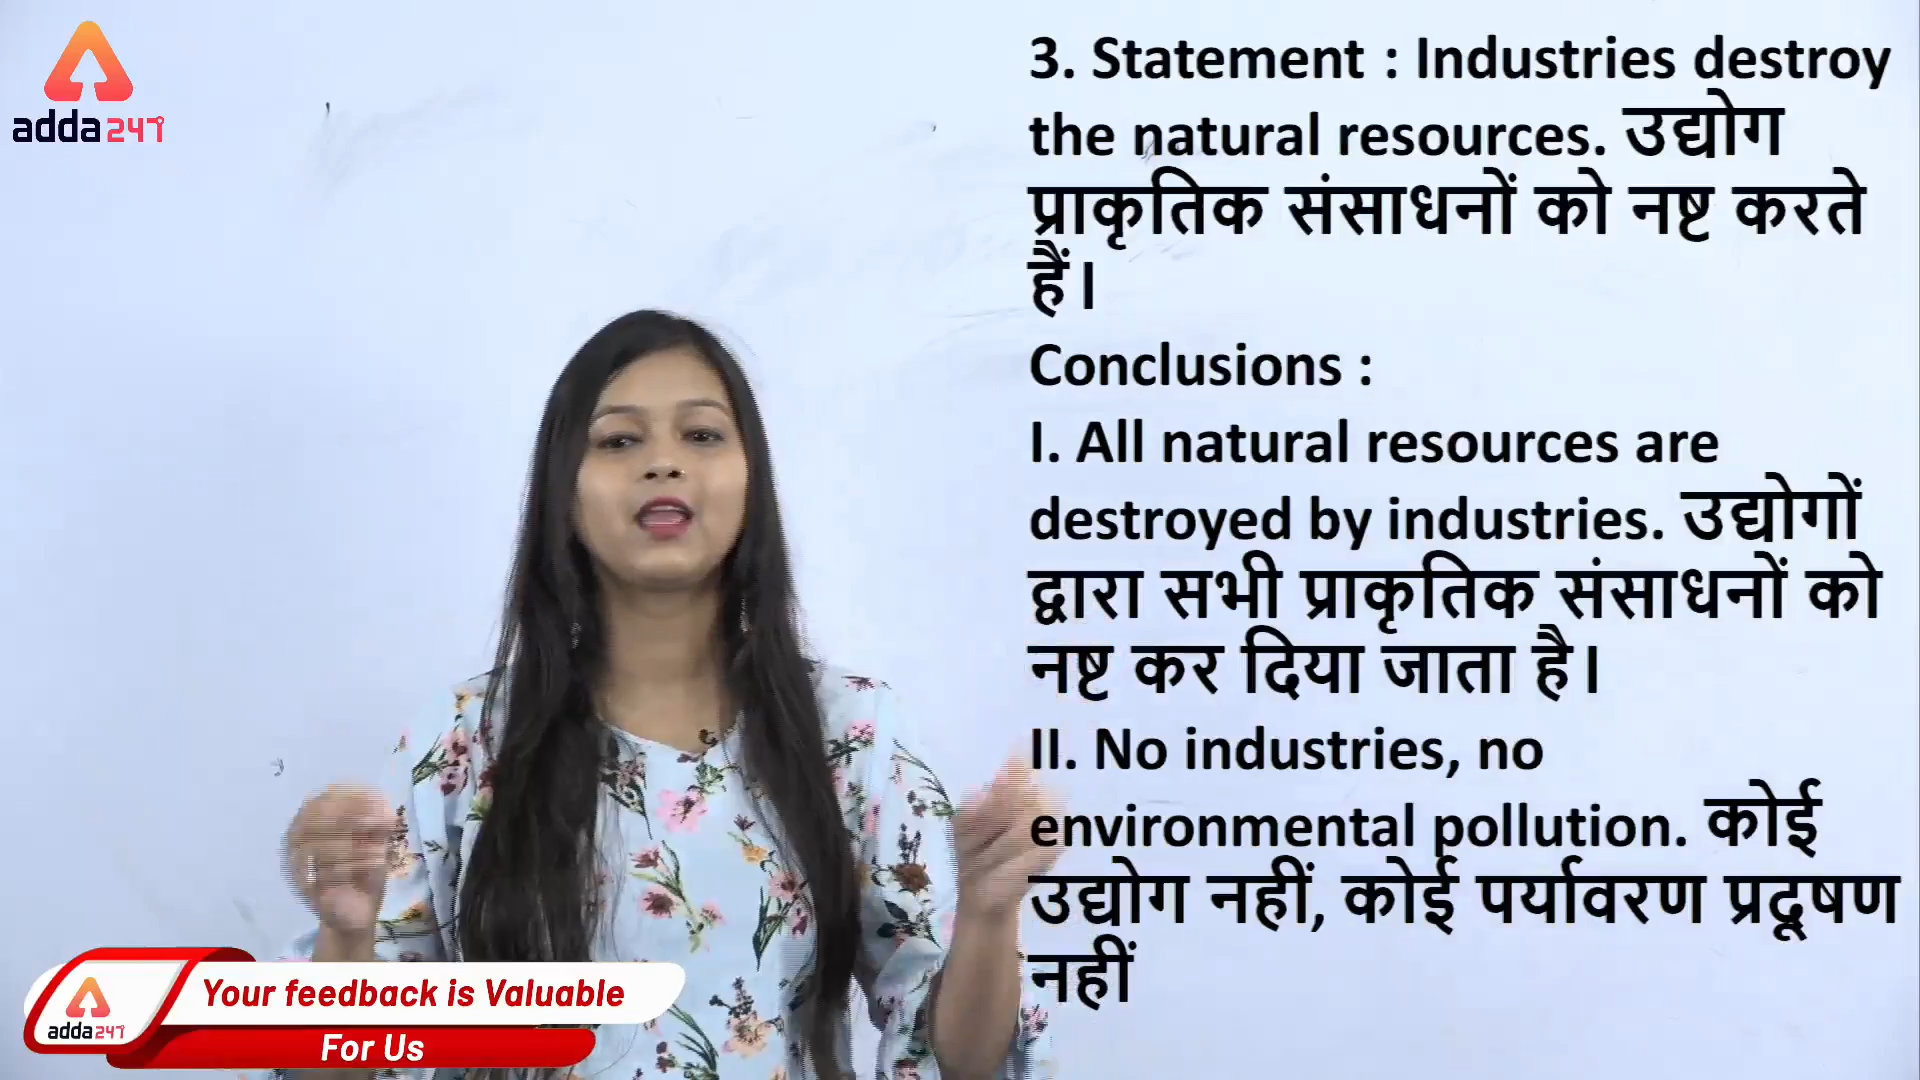 adda247
3. Statement : Industries destroy
the natural resources. उद्योग
प्राकृतिक संसाधनों को नष्ट करते
हैं।
Conclusions :
I. All natural resources are
destroyed by industries. उद्योगों
द्वारा सभी प्राकृतिक संसाधनों को
नष्ट कर दिया जाता है।
II. No industries, no
environmental pollution. कोई
उद्योग नहीं, कोई पर्यावरण प्रदूषण
नहीं
adda247
Your feedback is Valuable
For Us